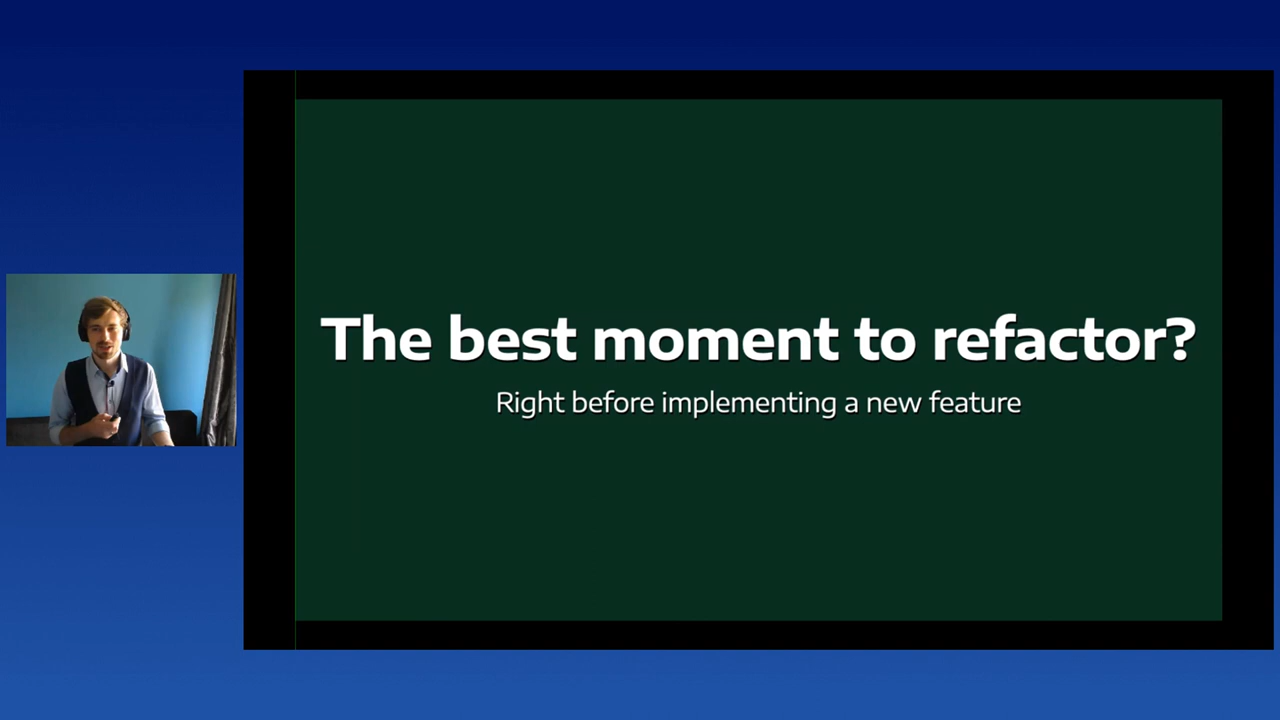 The best moment to refactor?
Right before implementing a new feature